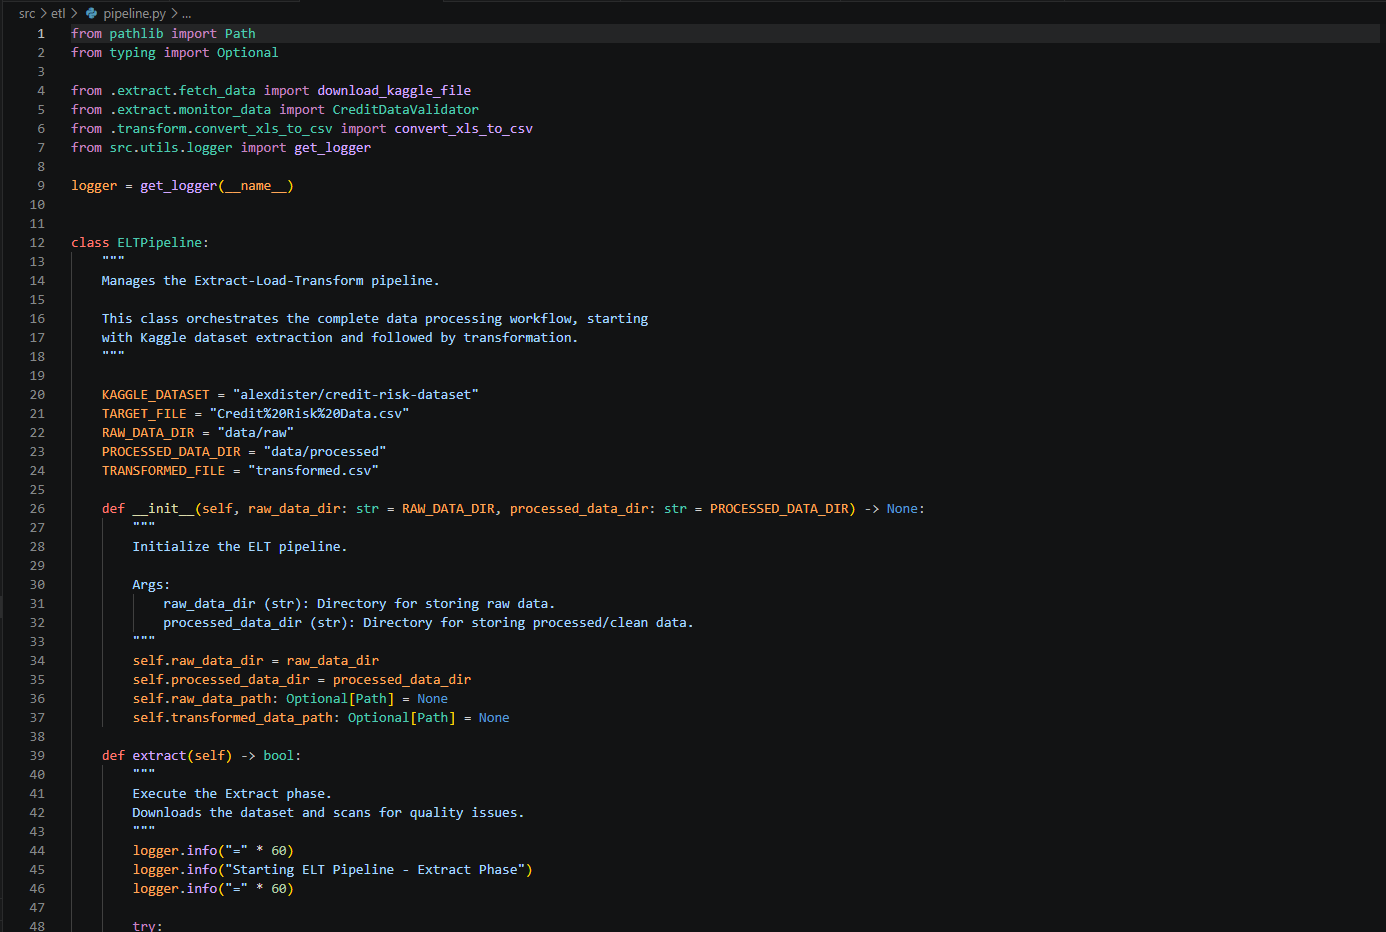 src > etl > pipeline.py > ...
1 from pathlib import Path
2 from typing import Optional
3
4 from .extract.fetch_data import download_kaggle_file
5 from .extract.monitor_data import CreditDataValidator
6 from .transform.convert_xls_to_csv import convert_xls_to_csv
7 from src.utils.logger import get_logger
8
9 logger = get_logger(__name__)
10
11
12 class ELTPipeline:
13     """
14     Manages the Extract-Load-Transform pipeline.
15
16     This class orchestrates the complete data processing workflow, starting
17     with Kaggle dataset extraction and followed by transformation.
18     """
19
20     KAGGLE_DATASET = "alexdister/credit-risk-dataset"
21     TARGET_FILE = "Credit%20Risk%20Data.csv"
22     RAW_DATA_DIR = "data/raw"
23     PROCESSED_DATA_DIR = "data/processed"
24     TRANSFORMED_FILE = "transformed.csv"
25
26     def __init__(self, raw_data_dir: str = RAW_DATA_DIR, processed_data_dir: str = PROCESSED_DATA_DIR) -> None:
27         """
28         Initialize the ELT pipeline.
29
30         Args:
31             raw_data_dir (str): Directory for storing raw data.
32             processed_data_dir (str): Directory for storing processed/clean data.
33         """
34         self.raw_data_dir = raw_data_dir
35         self.processed_data_dir = processed_data_dir
36         self.raw_data_path: Optional[Path] = None
37         self.transformed_data_path: Optional[Path] = None
38
39     def extract(self) -> bool:
40         """
41         Execute the Extract phase.
42         Downloads the dataset and scans for quality issues.
43         """
44         logger.info("=" * 60)
45         logger.info("Starting ELT Pipeline - Extract Phase")
46         logger.info("=" * 60)
47
48         try: